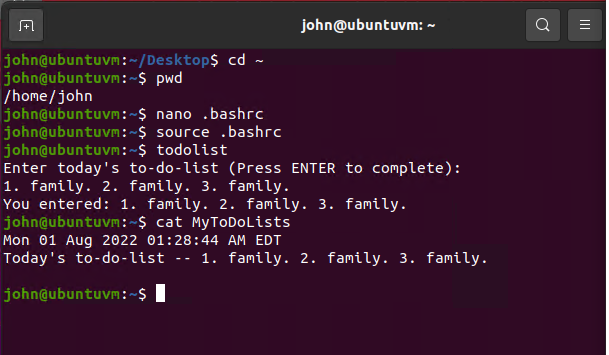 john@ubuntuvm: ~
john@ubuntuvm:~/Desktop$ cd ~
john@ubuntuvm:~$ pwd
/home/john
john@ubuntuvm:~$ nano .bashrc
john@ubuntuvm:~$ source .bashrc
john@ubuntuvm:~$ todolist
Enter today's to-do-list (Press ENTER to complete):
1. family. 2. family. 3. family.
You entered: 1. family. 2. family. 3. family.
john@ubuntuvm:~$ cat MyToDoLists
Mon 01 Aug 2022 01:28:44 AM EDT
Today's to-do-list -- 1. family. 2. family. 3. family.
john@ubuntuvm:~$